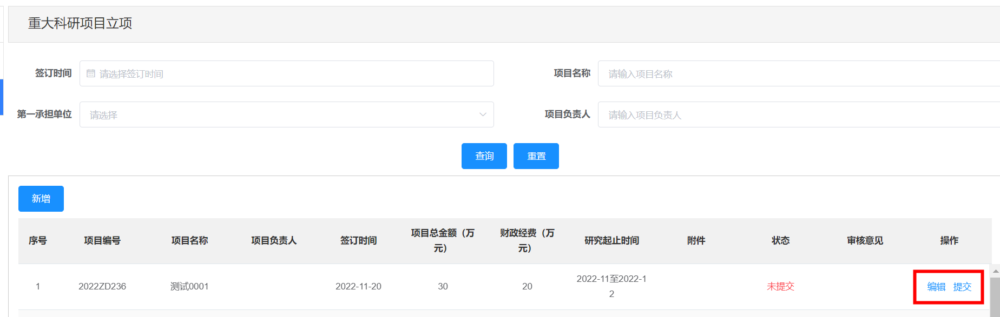 重大科研项目立项
签订时间 请选择签订时间 项目名称 请输入项目名称
第一承担单位 请选择 项目负责人 请输入项目负责人
查询 重置
新增
序号 项目编号 项目名称 项目负责人 签订时间 项目总金额（万元） 财政经费（万元） 研究起止时间 附件 状态 审核意见 操作
1 2022ZD236 测试0001 2022-11-20 30 20 2022-11至2022-12 未提交 编辑 提交